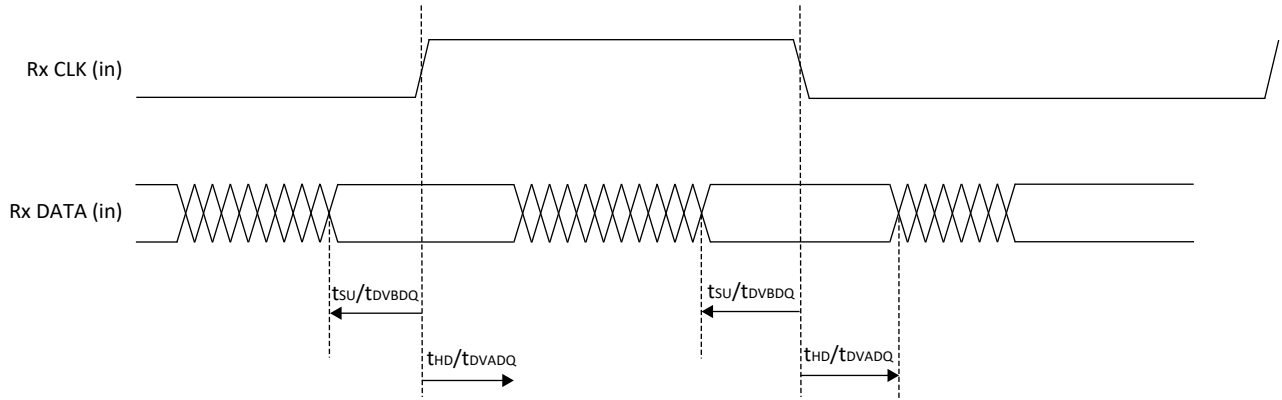 Rx CLK (in)
Rx DATA (in)
tSU/tDVBDQ
tSU/tDVBDQ
tHD/tDVADQ
tHD/tDVADQ